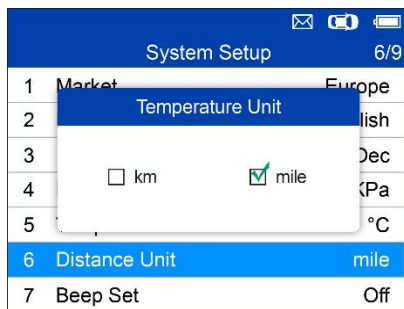 System Setup 6/9
1 Market Europe
2 lish
Temperature Unit
3 Dec
km mile
4 KPa
5 °C
6 Distance Unit mile
7 Beep Set Off